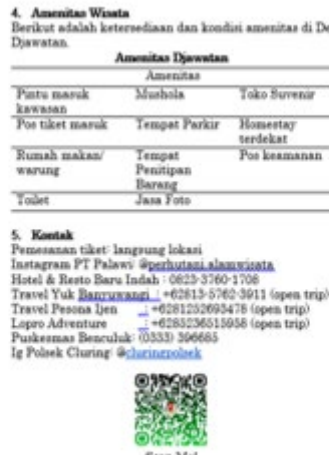 4. Amenitas Wisata
Berikut adalah ketersediaan dan kondisi amenitas di De
Djawatan.
Amenitas Djawatan
Amenitas
Pintu masuk kawasan Mushola Toko Suvenir
Pos tiket masuk Tempat Parkir Homestay terdekat
Rumah makan/ warung Tempat Penitipan Barang Pos keamanan
Toilet Jasa Foto
5. Kontak
Pemesanan tiket: langsung lokasi
Instagram PT Palawi: @perhutani.alamwisata
Hotel & Resto Baru Indah : 0823-3760-1708
Travel Yuk Banyuwangi : +62813-5762-3911 (open trip)
Travel Pesona Ijen : +6281252693478 (open trip)
Lopro Adventure : +6285236515958 (open trip)
Puskesmas Benculuk: (0333) 396685
Ig Polsek Cluring: @cluringpolsek
Scan Me!